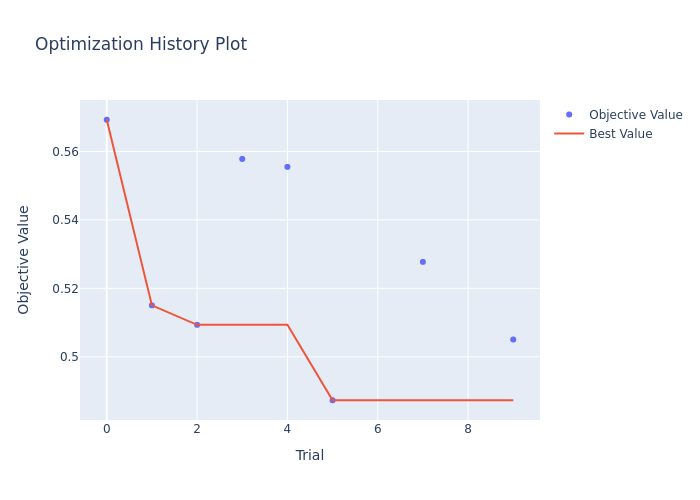 Optimization History Plot
Objective Value
Best Value
0.56
0.54
0.52
0.5
Objective Value
0
2
4
6
8
Trial